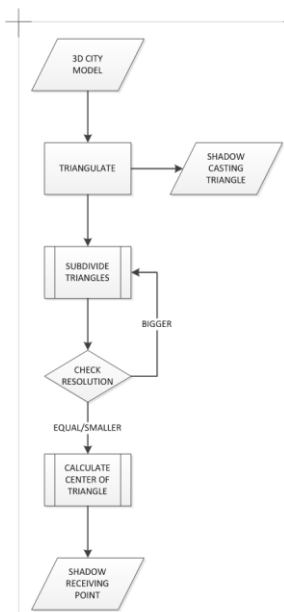 3D CITY
MODEL
TRIANGULATE
SHADOW
CASTING
TRIANGLE
SUBDIVIDE
TRIANGLES
BIGGER
CHECK
RESOLUTION
EQUAL/SMALLER
CALCULATE
CENTER OF
TRIANGLE
SHADOW
RECEIVING
POINT